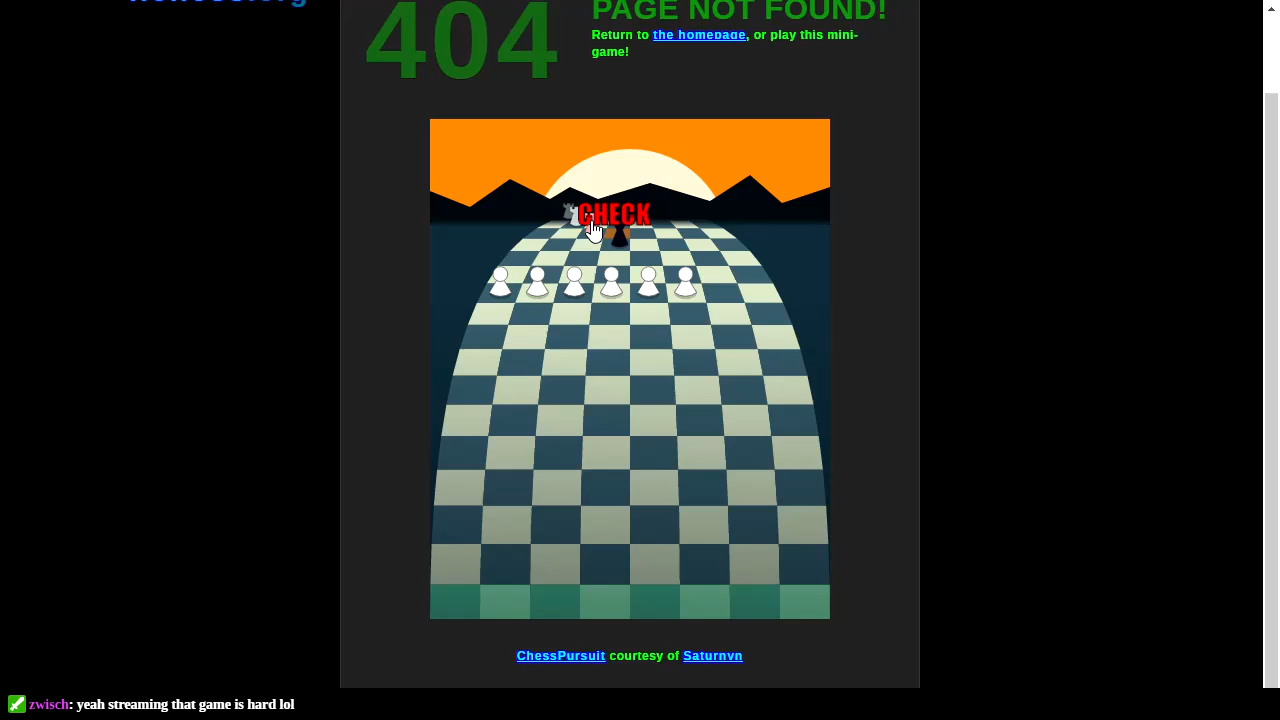 404
PAGE NOT FOUND!
Return to the homepage, or play this mini-
game!
CHECK
ChessPursuit courtesy of Saturnvn
zwisch: yeah streaming that game is hard lol